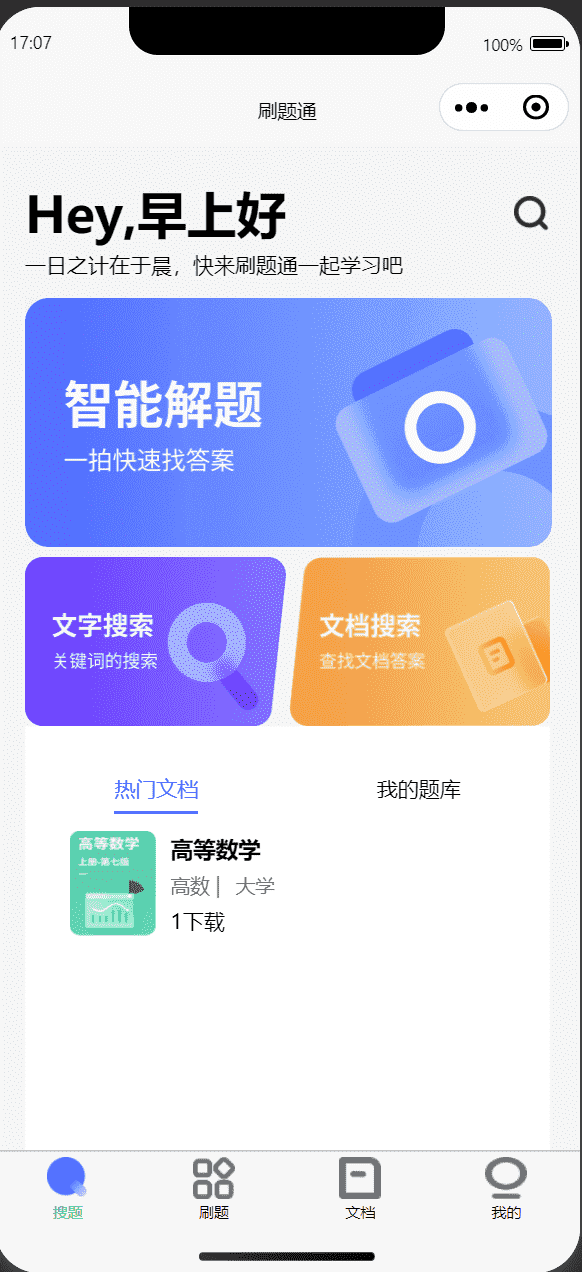 17:07
100%
刷题通
Hey,早上好
一日之计在于晨，快来刷题通一起学习吧
智能解题
一拍快速找答案
文字搜索
关键词的搜索
文档搜索
查找文档答案
热门文档
我的题库
高等数学
上册-第七版
高等数学
高数 | 大学
1下载
搜题
刷题
文档
我的